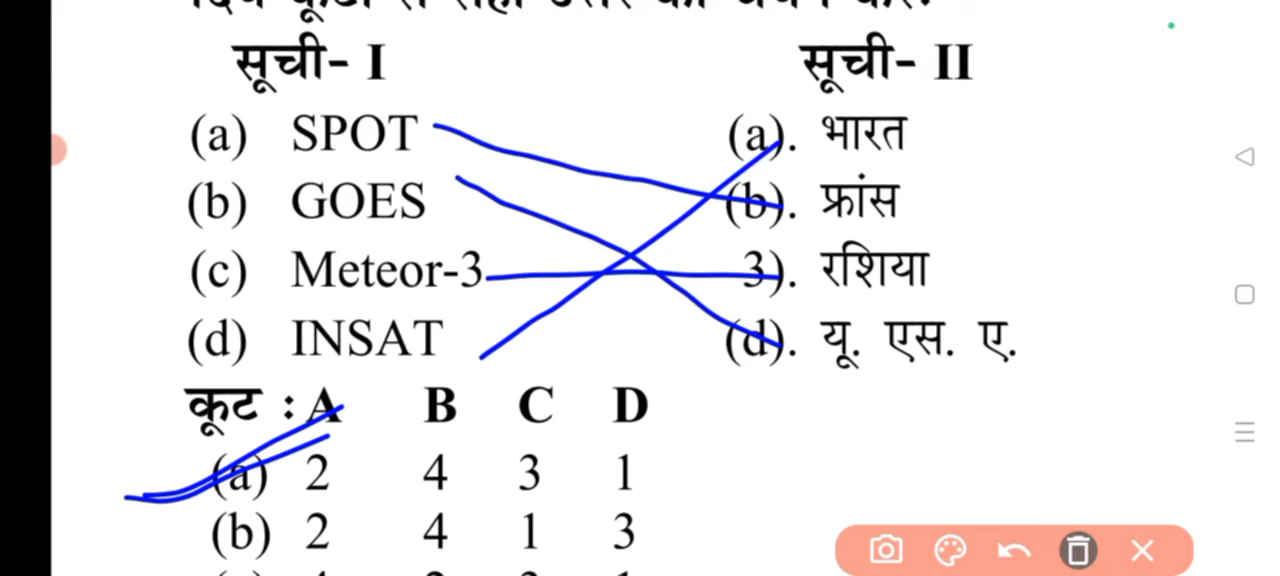 सूची- I सूची- II
(a) SPOT (a). भारत
(b) GOES (b). फ्रांस
(c) Meteor-3 3). रशिया
(d) INSAT (d). यू. एस. ए.
कूट : A B C D
(a) 2 4 3 1
(b) 2 4 1 3